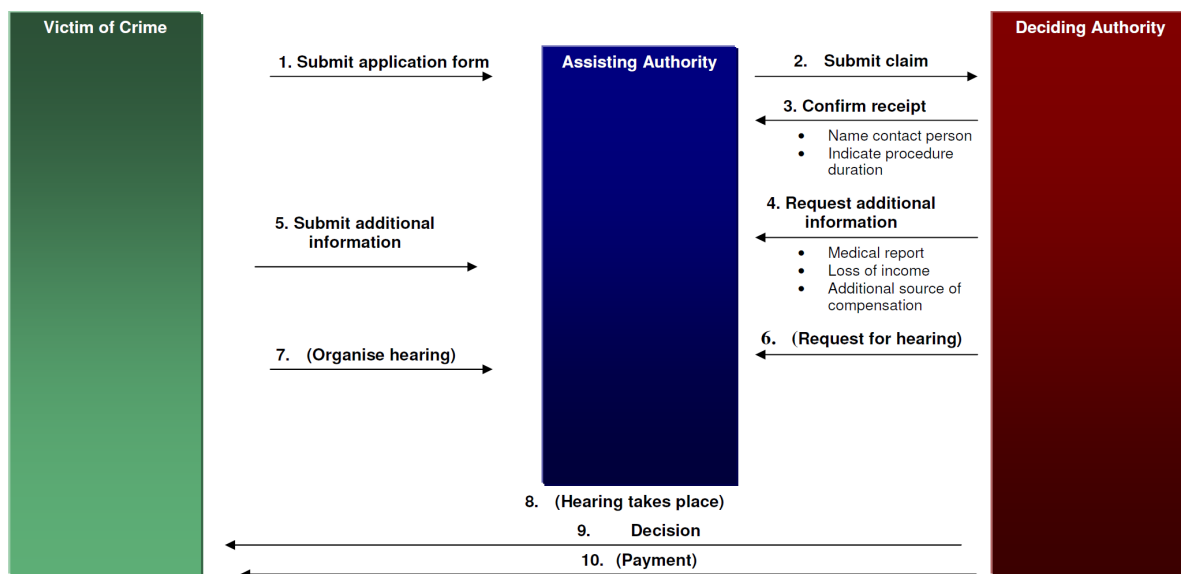 Victim of Crime
Assisting Authority
Deciding Authority
1. Submit application form
2. Submit claim
3. Confirm receipt
• Name contact person
• Indicate procedure
duration
4. Request additional
information
• Medical report
• Loss of income
• Additional source of
compensation
5. Submit additional
information
6. (Request for hearing)
7. (Organise hearing)
8. (Hearing takes place)
9. Decision
10. (Payment)